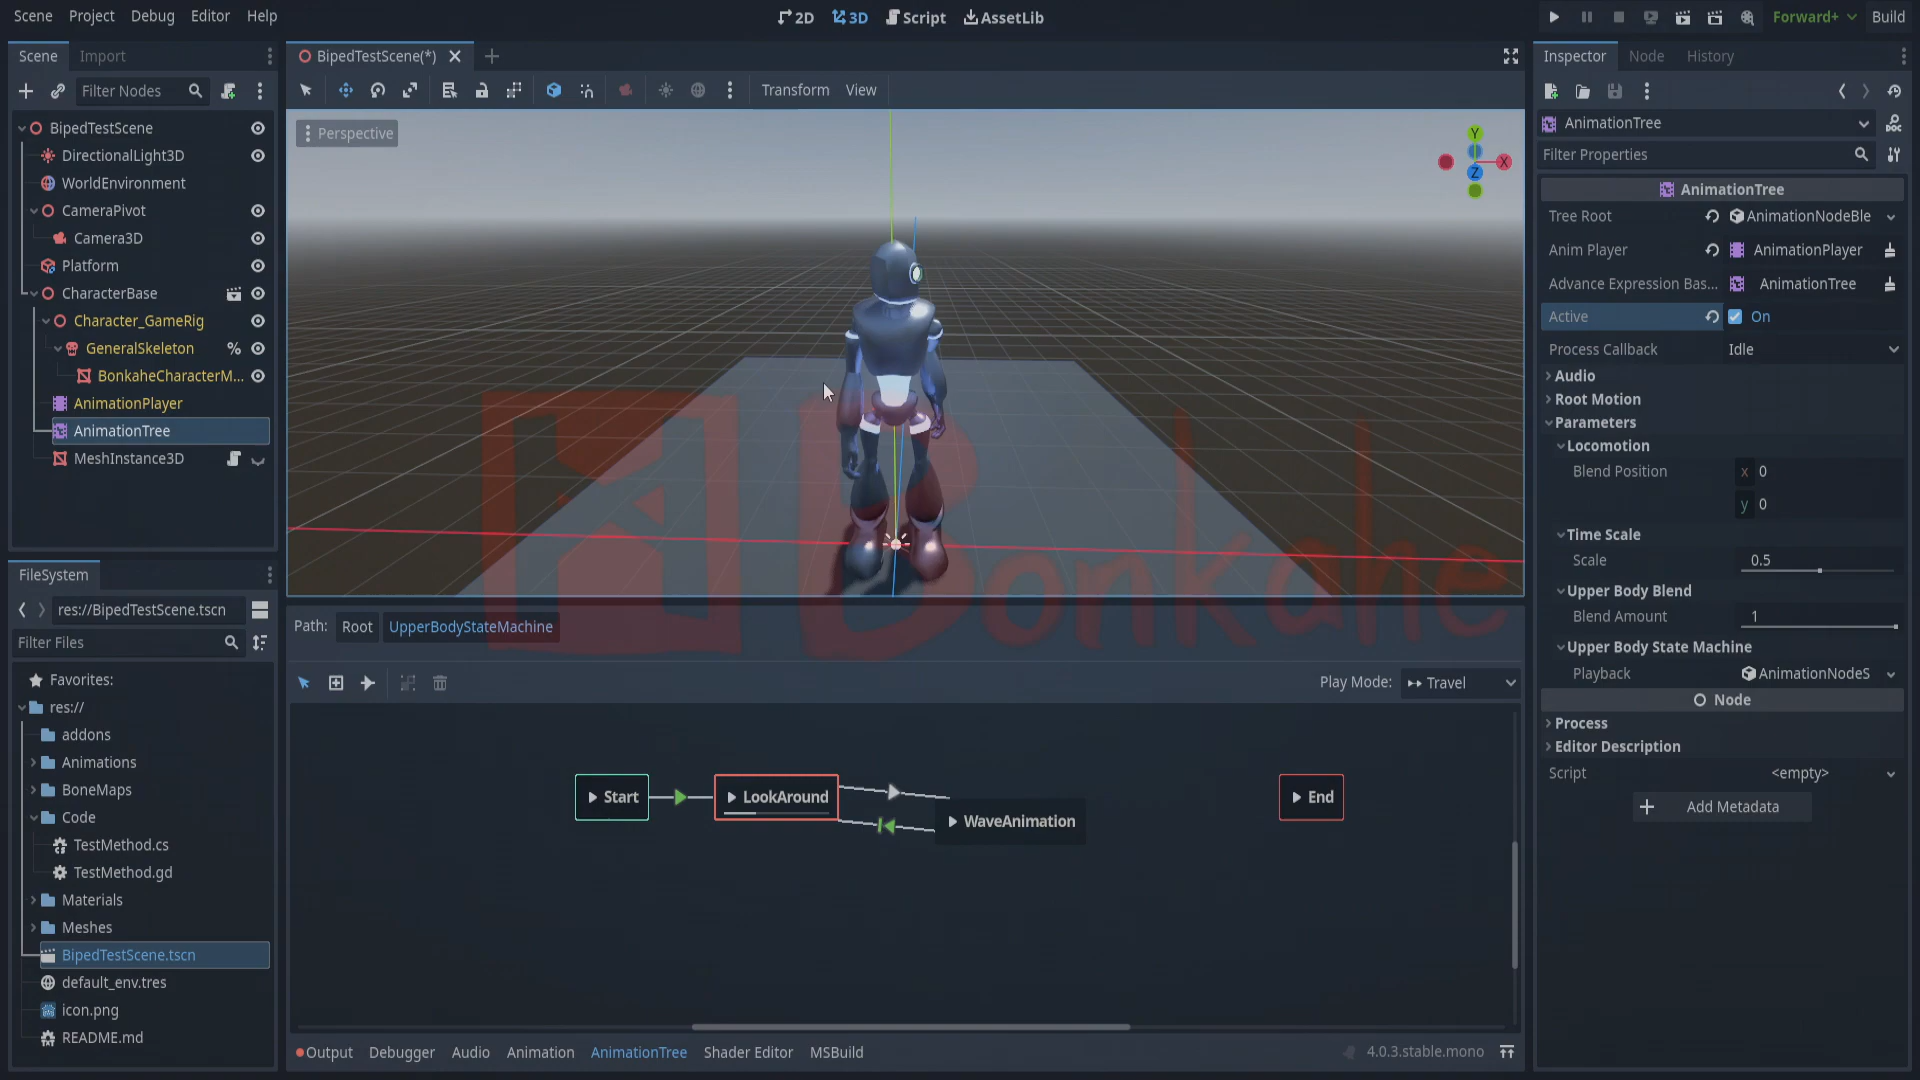 Scene Project Debug Editor Help
2D 3D Script AssetLib
Forward+ Build
Scene Import
Filter Nodes
BipedTestScene
DirectionalLight3D
WorldEnvironment
CameraPivot
Camera3D
Platform
CharacterBase
Character_GameRig
GeneralSkeleton
BonkaheCharacterM...
AnimationPlayer
AnimationTree
MeshInstance3D
FileSystem
res://BipedTestScene.tscn
Filter Files
Favorites:
res://
addons
Animations
BoneMaps
Code
TestMethod.cs
TestMethod.gd
Materials
Meshes
BipedTestScene.tscn
default_env.tres
icon.png
README.md
BipedTestScene(*)
Transform View
Perspective
Y
X
Z
Bonkahe
Path: Root UpperBodyStateMachine
Play Mode: Travel
Start
LookAround
WaveAnimation
End
Output Debugger Audio Animation AnimationTree Shader Editor MSBuild
4.0.3.stable.mono
Inspector Node History
AnimationTree
Filter Properties
AnimationTree
Tree Root AnimationNodeBle
Anim Player AnimationPlayer
Advance Expression Bas... AnimationTree
Active On
Process Callback Idle
Audio
Root Motion
Parameters
Locomotion
Blend Position x 0
y 0
Time Scale
Scale 0.5
Upper Body Blend
Blend Amount 1
Upper Body State Machine
Playback AnimationNodeS
Node
Process
Editor Description
Script <empty>
Add Metadata